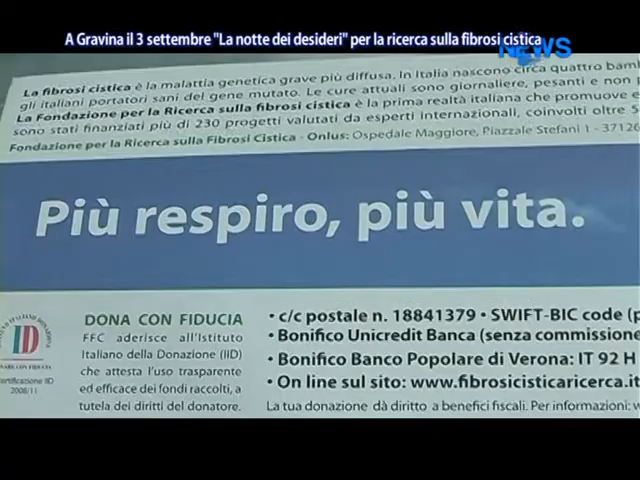 A Gravina il 3 settembre "La notte dei desideri" per la ricerca sulla fibrosi cistica
NEWS
La fibrosi cistica è la malattia genetica grave più diffusa. In Italia nascono circa quattro bam
gli italiani portatori sani del gene mutato. Le cure attuali sono giornaliere, pesanti e non
La Fondazione per la Ricerca sulla fibrosi cistica è la prima realtà italiana che promuove e
sono stati finanziati più di 230 progetti valutati da esperti internazionali, coinvolti oltre
Fondazione per la Ricerca sulla Fibrosi Cistica - Onlus: Ospedale Maggiore, Piazzale Stefani 1 - 37126
Più respiro, più vita.
DONA CON FIDUCIA
FFC aderisce all'Istituto
Italiano della Donazione (IID)
che attesta l'uso trasparente
ed efficace dei fondi raccolti, a
tutela dei diritti del donatore.
IID
2008/11
• c/c postale n. 18841379 • SWIFT-BIC code (p
• Bonifico Unicredit Banca (senza commissione
• Bonifico Banco Popolare di Verona: IT 92 H
• On line sul sito: www.fibrosicisticaricerca.it
La tua donazione dà diritto a benefici fiscali. Per informazioni: w